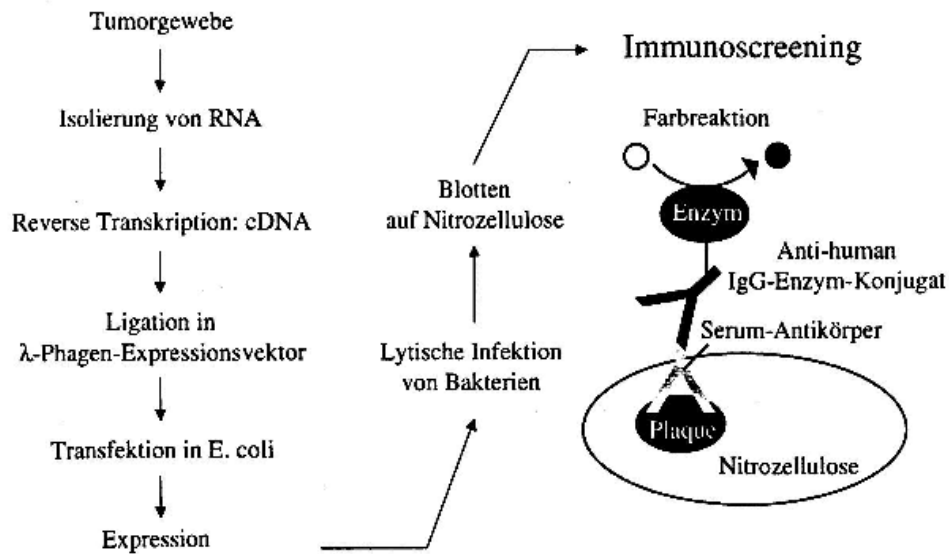 Tumorgewebe
Isolierung von RNA
Reverse Transkription: cDNA
Ligation in
λ-Phagen-Expressionsvektor
Transfektion in E. coli
Expression
Lytische Infektion
von Bakterien
Blotten
auf Nitrozellulose
Immunoscreening
Farbreaktion
Enzym
Anti-human
IgG-Enzym-Konjugat
Serum-Antikörper
Plaque
Nitrozellulose